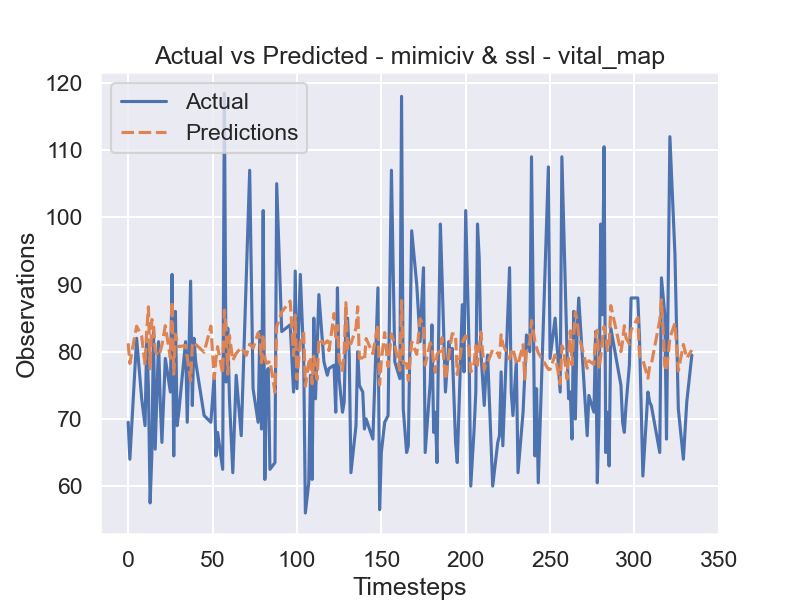 Actual vs Predicted - mimiciv & ssl - vital_map
Actual
Predictions
Observations
120
110
100
90
80
70
60
0 50 100 150 200 250 300 350
Timesteps